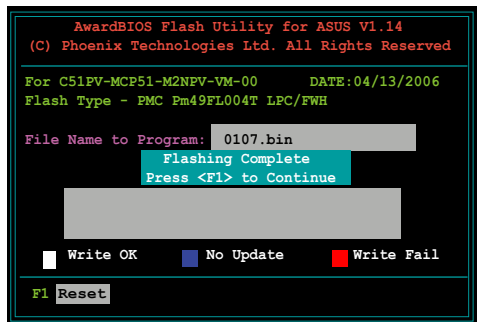 AwardBIOS Flash Utility for ASUS V1.14
(C) Phoenix Technologies Ltd. All Rights Reserved
For C51PV-MCP51-M2NPV-VM-00 DATE:04/13/2006
Flash Type - PMC Pm49FL004T LPC/FWH
File Name to Program: 0107.bin
Flashing Complete
Press <F1> to Continue
Write OK No Update Write Fail
F1 Reset